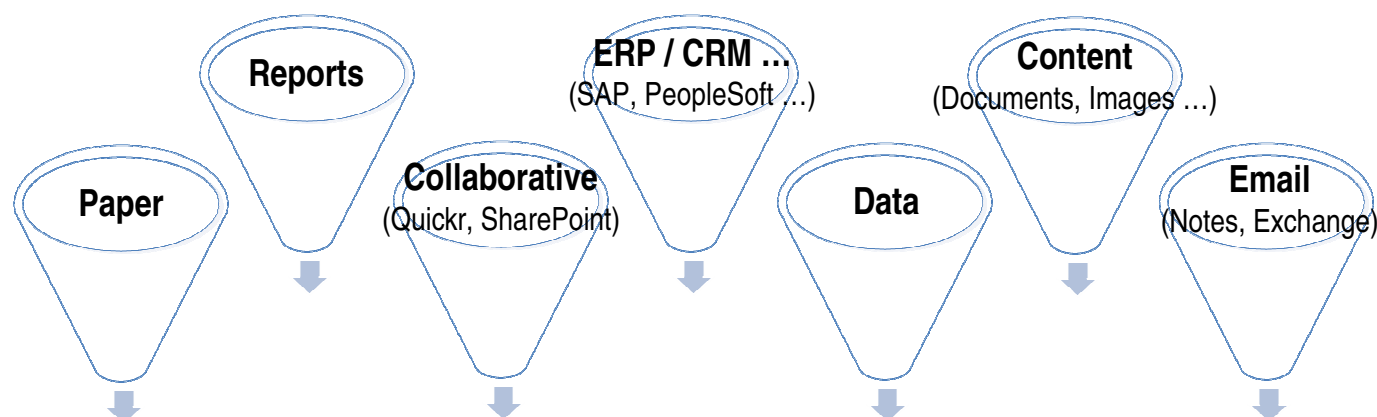 Reports
ERP / CRM ...
(SAP, PeopleSoft ...)
Content
(Documents, Images ...)
Paper
Collaborative
(Quickr, SharePoint)
Data
Email
(Notes, Exchange)